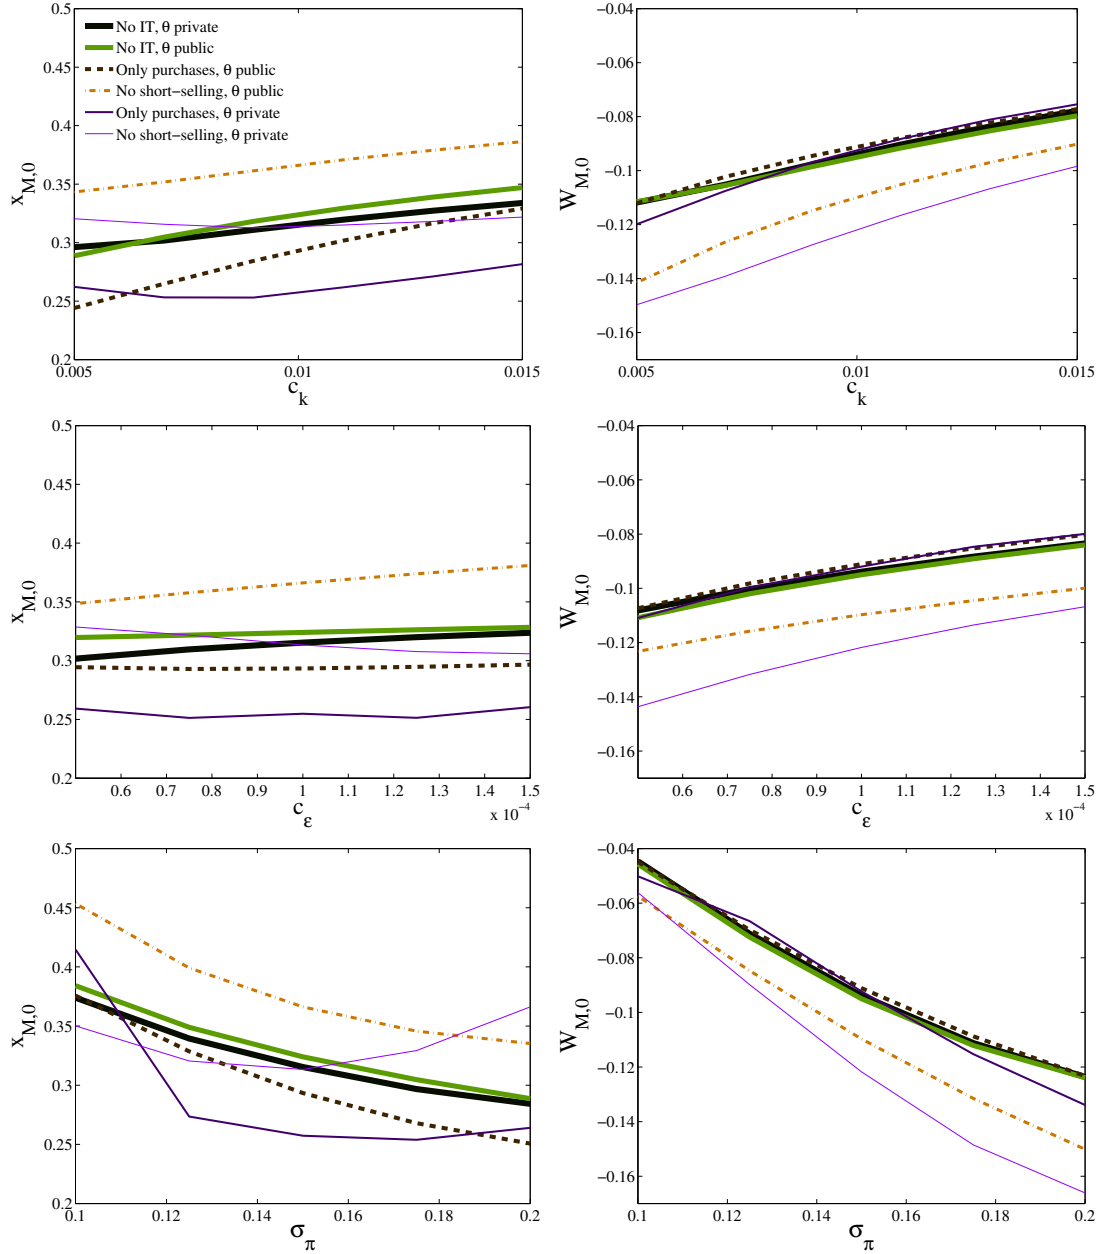 0.5
0.45
0.4
0.35
0.3
0.25
0.2
x_{M,0}
No IT, θ private
No IT, θ public
Only purchases, θ public
No short−selling, θ public
Only purchases, θ private
No short−selling, θ private
0.005
0.01
0.015
c_k
−0.04
−0.06
−0.08
−0.1
−0.12
−0.14
−0.16
W_{M,0}
0.005
0.01
0.015
c_k
0.5
0.45
0.4
0.35
0.3
0.25
0.2
x_{M,0}
0.6 0.7 0.8 0.9 1 1.1 1.2 1.3 1.4 1.5
c_ε
x 10^{−4}
−0.04
−0.06
−0.08
−0.1
−0.12
−0.14
−0.16
W_{M,0}
0.6 0.7 0.8 0.9 1 1.1 1.2 1.3 1.4 1.5
c_ε
x 10^{−4}
0.5
0.45
0.4
0.35
0.3
0.25
0.2
x_{M,0}
0.1 0.12 0.14 0.16 0.18 0.2
σ_π
−0.04
−0.06
−0.08
−0.1
−0.12
−0.14
−0.16
W_{M,0}
0.1 0.12 0.14 0.16 0.18 0.2
σ_π